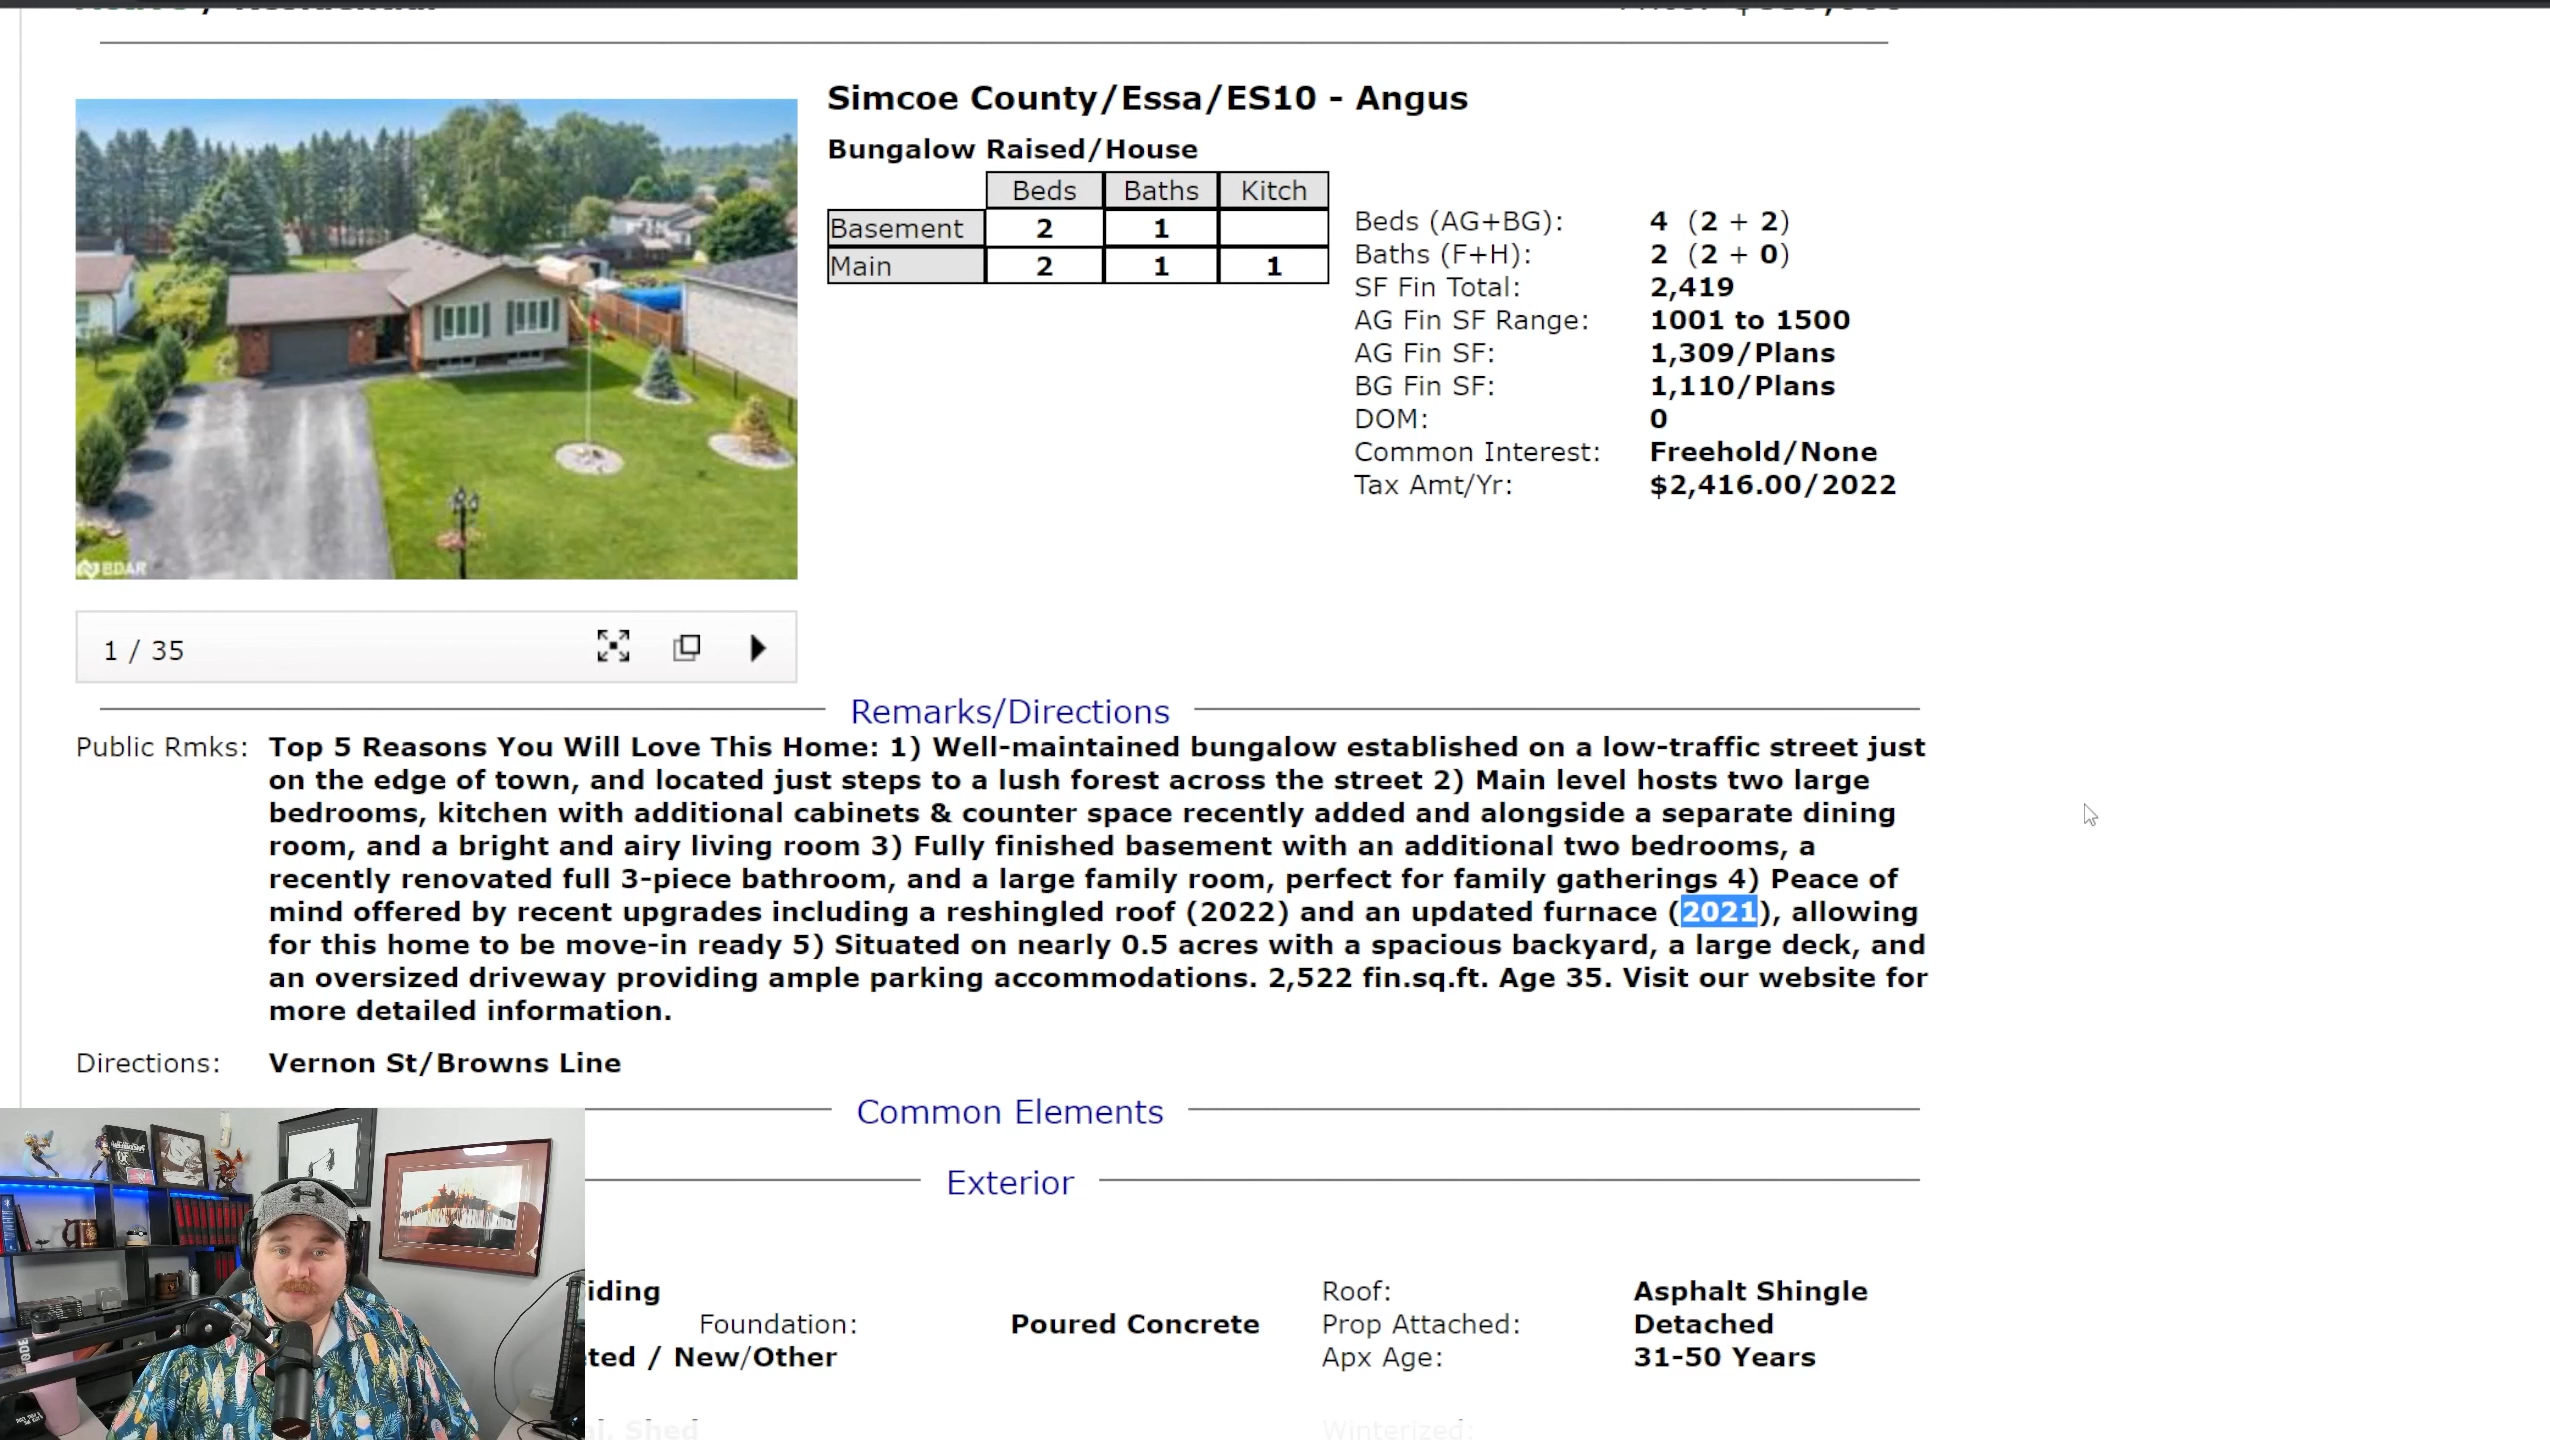 Simcoe County/Essa/ES10 - Angus
Bungalow Raised/House
Beds Baths Kitch
Basement 2 1
Main 2 1 1
Beds (AG+BG): 4 (2 + 2)
Baths (F+H): 2 (2 + 0)
SF Fin Total: 2,419
AG Fin SF Range: 1001 to 1500
AG Fin SF: 1,309/Plans
BG Fin SF: 1,110/Plans
DOM: 0
Common Interest: Freehold/None
Tax Amt/Yr: $2,416.00/2022
BDAR
1 / 35
Remarks/Directions
Public Rmks: Top 5 Reasons You Will Love This Home: 1) Well-maintained bungalow established on a low-traffic street just
on the edge of town, and located just steps to a lush forest across the street 2) Main level hosts two large
bedrooms, kitchen with additional cabinets & counter space recently added and alongside a separate dining
room, and a bright and airy living room 3) Fully finished basement with an additional two bedrooms, a
recently renovated full 3-piece bathroom, and a large family room, perfect for family gatherings 4) Peace of
mind offered by recent upgrades including a reshingled roof (2022) and an updated furnace (2021), allowing
for this home to be move-in ready 5) Situated on nearly 0.5 acres with a spacious backyard, a large deck, and
an oversized driveway providing ample parking accommodations. 2,522 fin.sq.ft. Age 35. Visit our website for
more detailed information.
Directions: Vernon St/Browns Line
Common Elements
Exterior
iding Roof: Asphalt Shingle
Foundation: Poured Concrete Prop Attached: Detached
ted / New/Other Apx Age: 31-50 Years
Shed Winterized:
RODE